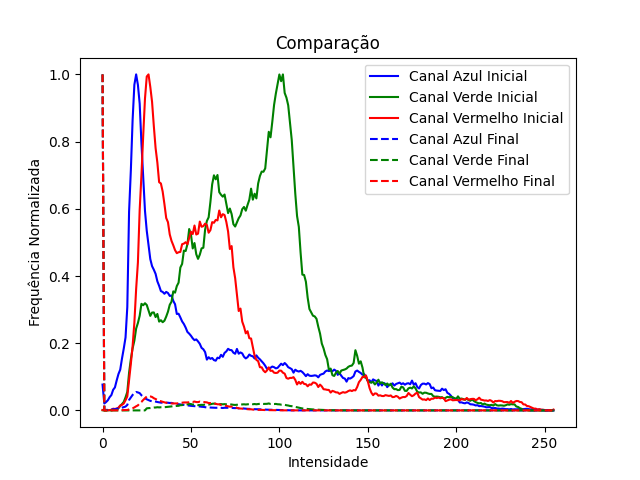 Comparação
Canal Azul Inicial
Canal Verde Inicial
Canal Vermelho Inicial
Canal Azul Final
Canal Verde Final
Canal Vermelho Final
Frequência Normalizada
1.0
0.8
0.6
0.4
0.2
0.0
0 50 100 150 200 250
Intensidade